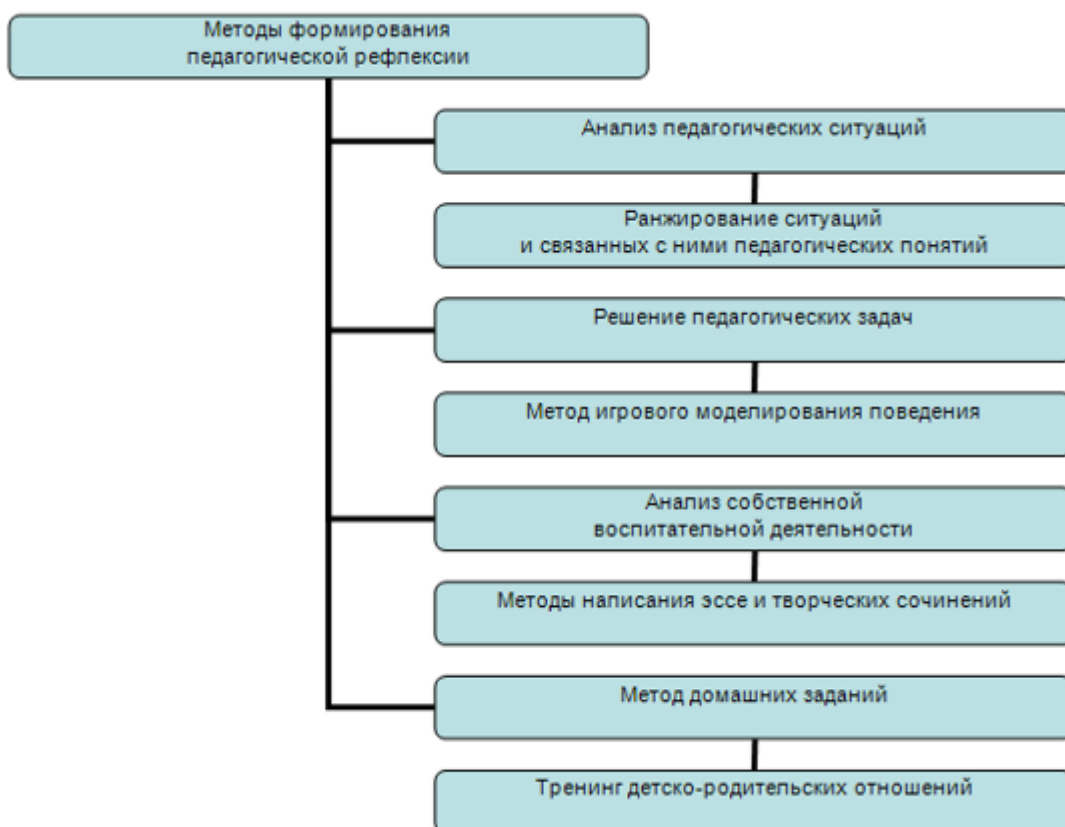 Методы формирования
педагогической рефлексии
Анализ педагогических ситуаций
Ранжирование ситуаций
и связанных с ними педагогических понятий
Решение педагогических задач
Метод игрового моделирования поведения
Анализ собственной
воспитательной деятельности
Методы написания эссе и творческих сочинений
Метод домашних заданий
Тренинг детско-родительских отношений